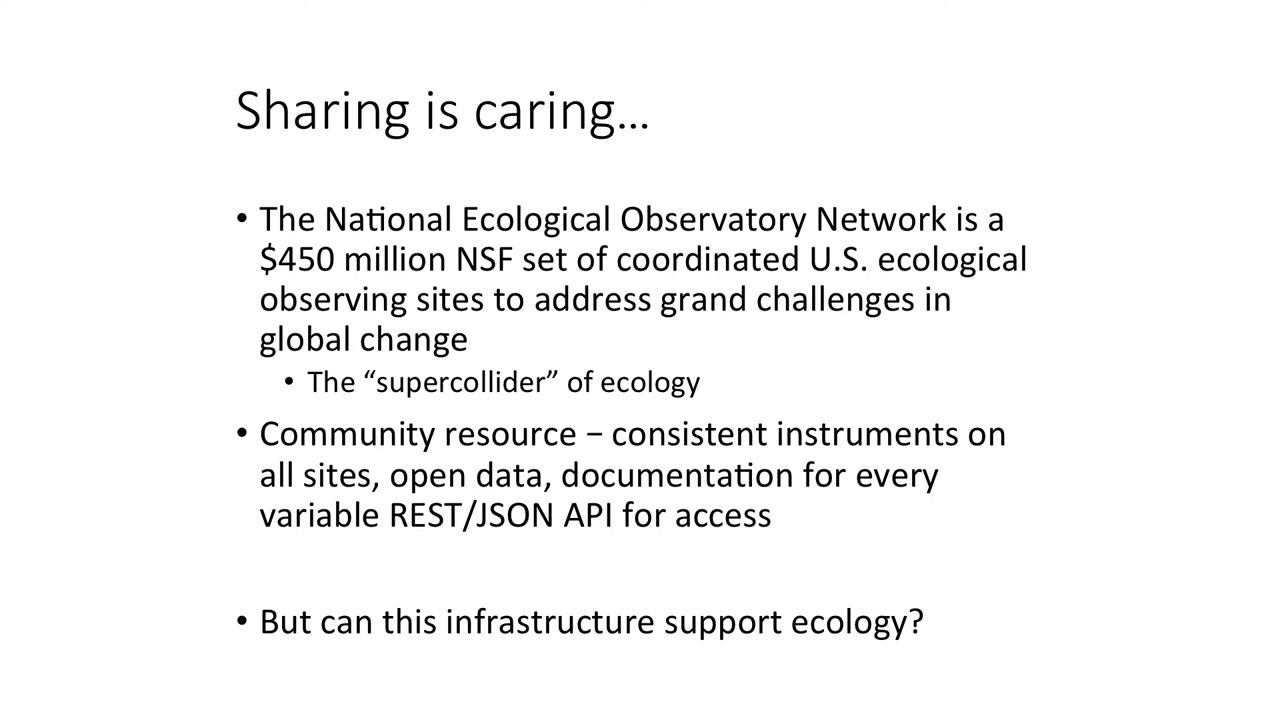 Sharing is caring…
• The National Ecological Observatory Network is a
$450 million NSF set of coordinated U.S. ecological
observing sites to address grand challenges in
global change
• The “supercollider” of ecology
• Community resource – consistent instruments on
all sites, open data, documentation for every
variable REST/JSON API for access
• But can this infrastructure support ecology?